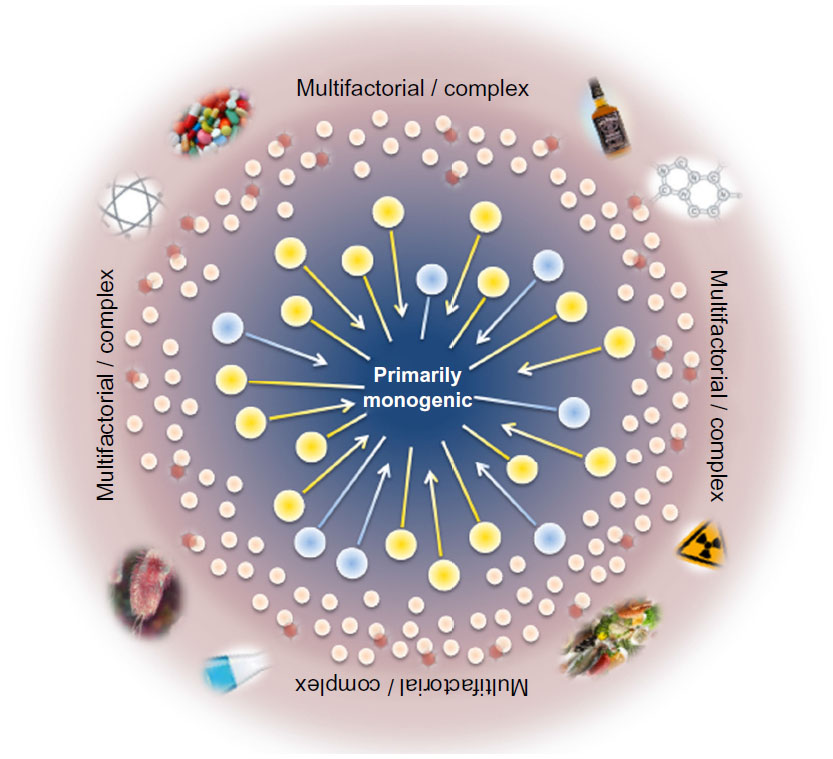 Multifactorial / complex
Multifactorial / complex
Primarily
monogenic
Multifactorial / complex
Multifactorial / complex